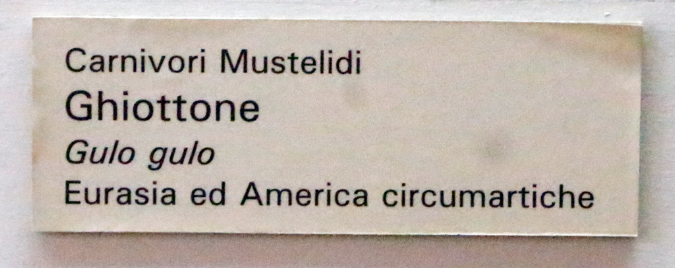 Carnivori Mustelidi
Ghiottone
Gulo gulo
Eurasia ed America circumartiche